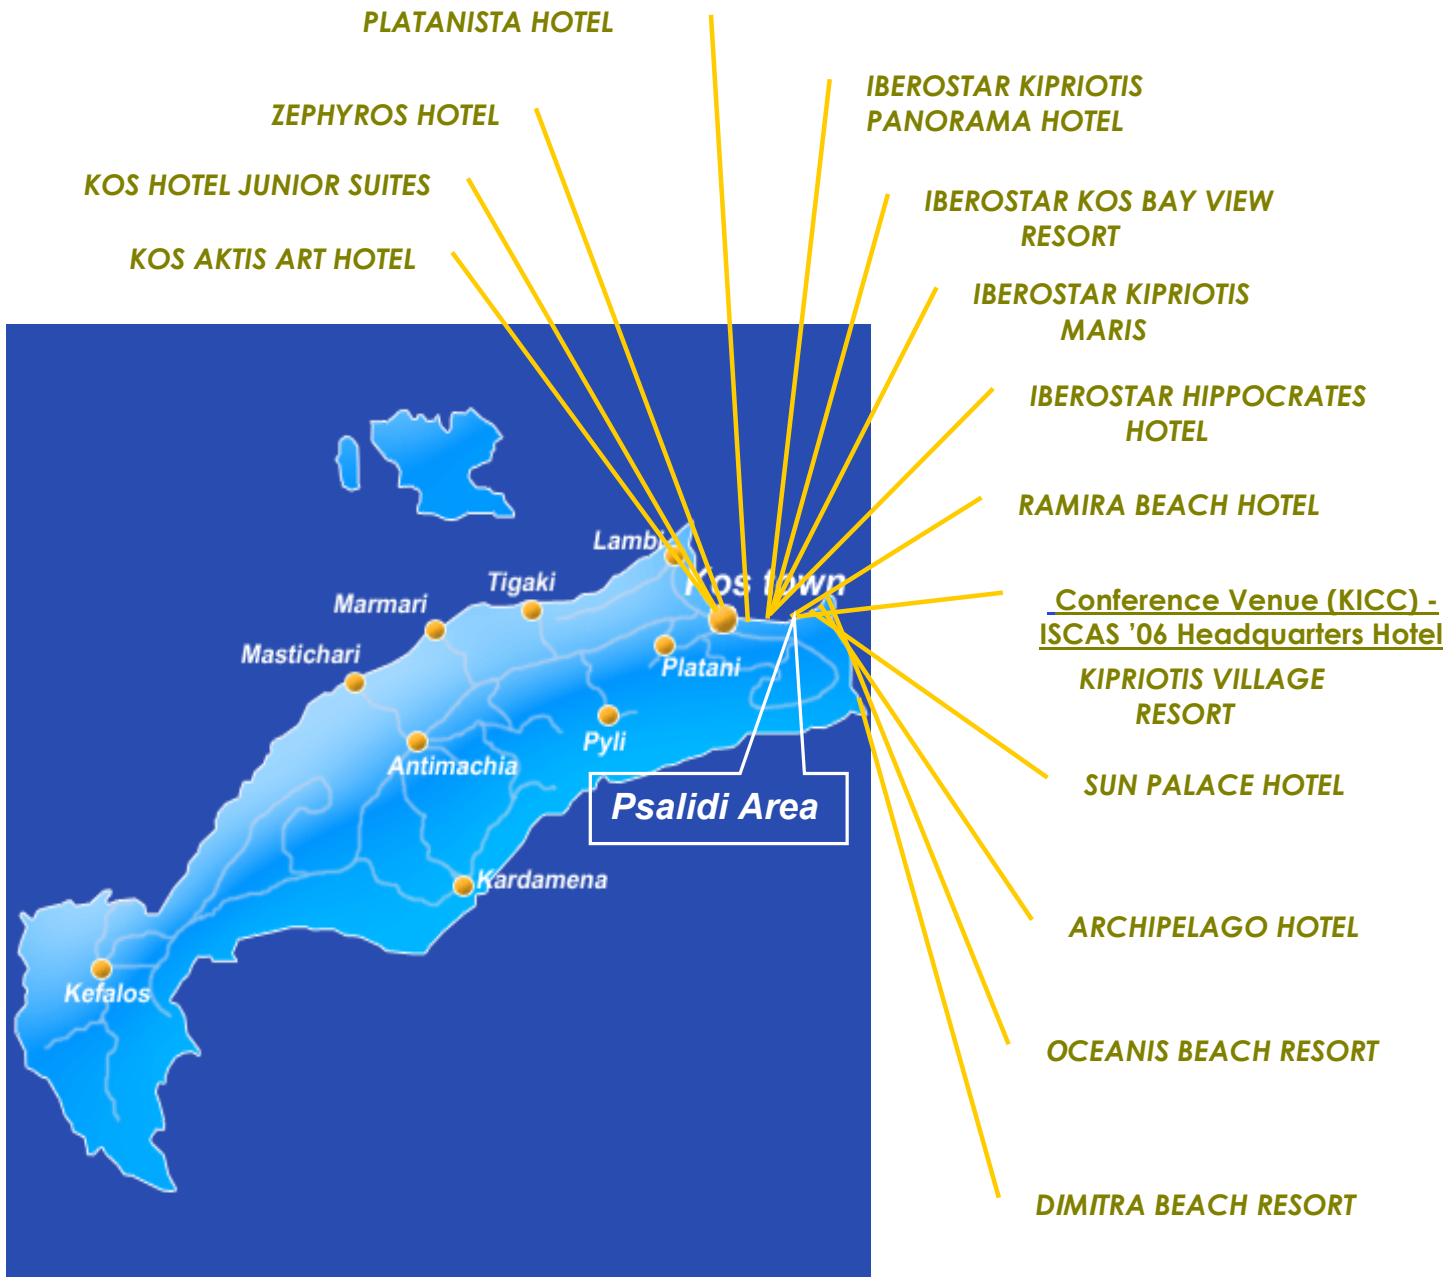 PLATANISTA HOTEL
IBEROSTAR KIPRIOTIS
PANORAMA HOTEL
ZEPHYROS HOTEL
KOS HOTEL JUNIOR SUITES
IBEROSTAR KOS BAY VIEW
RESORT
KOS AKTIS ART HOTEL
IBEROSTAR KIPRIOTIS
MARIS
IBEROSTAR HIPPOCRATES
HOTEL
RAMIRA BEACH HOTEL
Lambi
Kos town
Tigaki
Marmari
Mastichari
Platani
Conference Venue (KICC) -
ISCAS ’06 Headquarters Hotel
KIPRIOTIS VILLAGE
RESORT
Pyli
Antimachia
SUN PALACE HOTEL
Psalidi Area
Kardamena
ARCHIPELAGO HOTEL
Kefalos
OCEANIS BEACH RESORT
DIMITRA BEACH RESORT